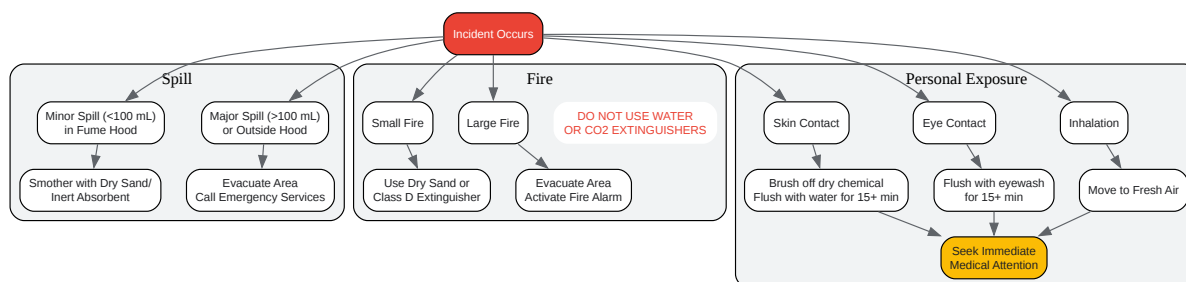 Incident Occurs
Spill
Fire
Personal Exposure
Minor Spill (<100 mL)
in Fume Hood
Major Spill (>100 mL)
or Outside Hood
Small Fire
Large Fire
DO NOT USE WATER
OR CO2 EXTINGUISHERS
Skin Contact
Eye Contact
Inhalation
Smother with Dry Sand/
Inert Absorbent
Evacuate Area
Call Emergency Services
Use Dry Sand or
Class D Extinguisher
Evacuate Area
Activate Fire Alarm
Brush off dry chemical
Flush with water for 15+ min
Flush with eyewash
for 15+ min
Move to Fresh Air
Seek Immediate
Medical Attention